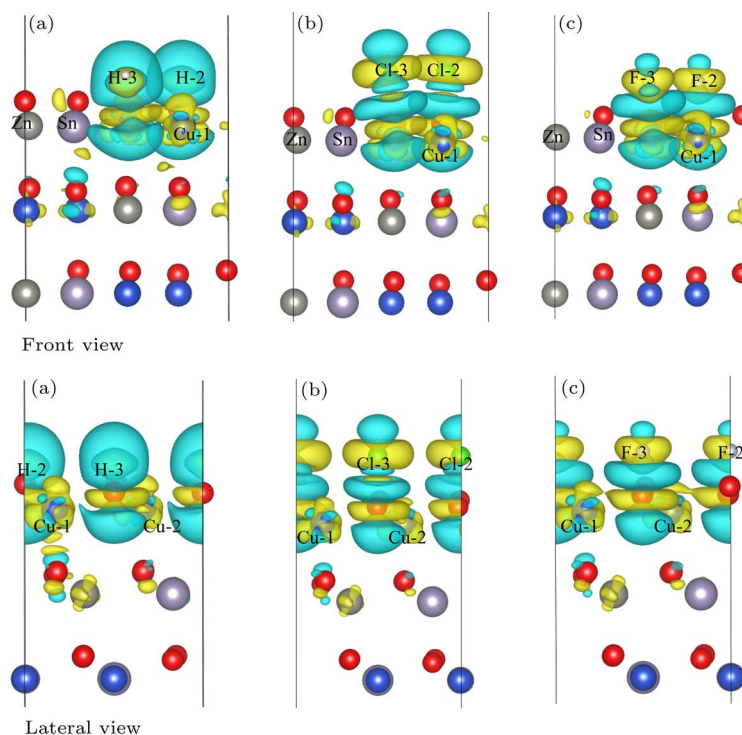 (a) (b) (c)
H-3 H-2 Cl-3 Cl-2 F-3 F-2
Zn Sn Cu-1 Zn Sn Cu-1 Zn Sn Cu-1
Front view
(a) (b) (c)
H-2 H-3 Cl-3 Cl-2 F-3 F-2
Cu-1 Cu-2 Cu-1 Cu-2 Cu-1 Cu-2
Lateral view